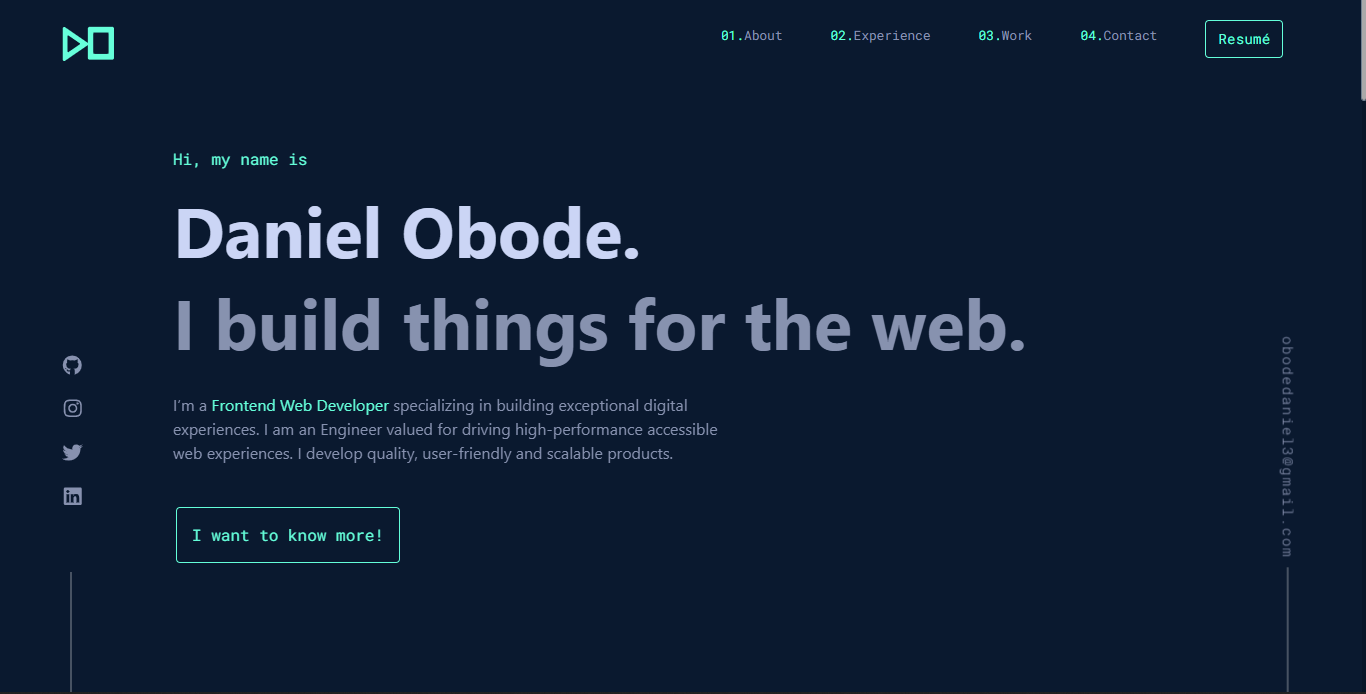 01.About 02.Experience 03.Work 04.Contact Resumé
Hi, my name is
Daniel Obode.
I build things for the web.
I'm a Frontend Web Developer specializing in building exceptional digital
experiences. I am an Engineer valued for driving high-performance accessible
web experiences. I develop quality, user-friendly and scalable products.
I want to know more!
obodedaniel3@gmail.com